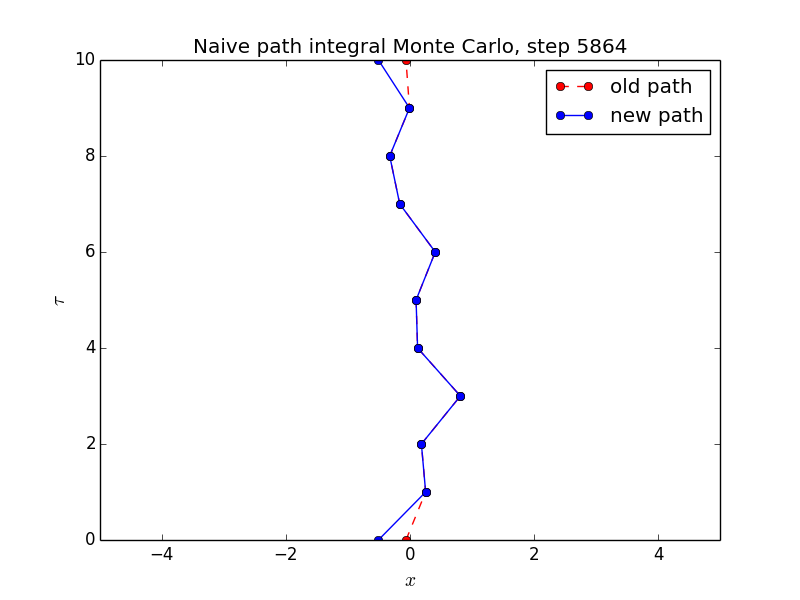 Naive path integral Monte Carlo, step 5864
old path
new path
10
8
6
4
2
0
τ
−4 −2 0 2 4
x